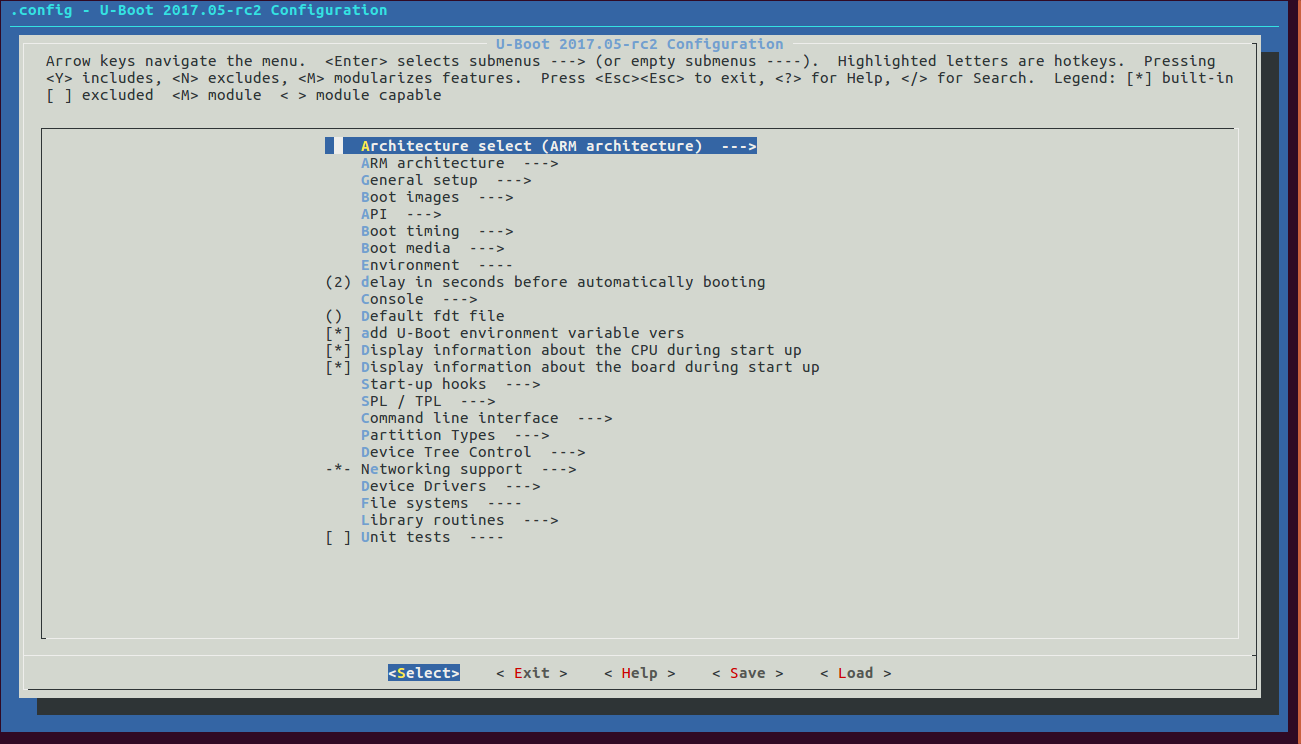 .config - U-Boot 2017.05-rc2 Configuration
U-Boot 2017.05-rc2 Configuration
Arrow keys navigate the menu.  <Enter> selects submenus ---> (or empty submenus ----).  Highlighted letters are hotkeys.  Pressing
<Y> includes, <N> excludes, <M> modularizes features.  Press <Esc><Esc> to exit, <?> for Help, </> for Search.  Legend: [*] built-in
[ ] excluded  <M> module  < > module capable
Architecture select (ARM architecture)  --->
ARM architecture  --->
General setup  --->
Boot images  --->
API  --->
Boot timing  --->
Boot media  --->
Environment  ----
(2) delay in seconds before automatically booting
Console  --->
()  Default fdt file
[*] add U-Boot environment variable vers
[*] Display information about the CPU during start up
[*] Display information about the board during start up
Start-up hooks  --->
SPL / TPL  --->
Command line interface  --->
Partition Types  --->
Device Tree Control  --->
-*- Networking support  --->
Device Drivers  --->
File systems  ----
Library routines  --->
[ ] Unit tests  ----
<Select>    < Exit >    < Help >    < Save >    < Load >